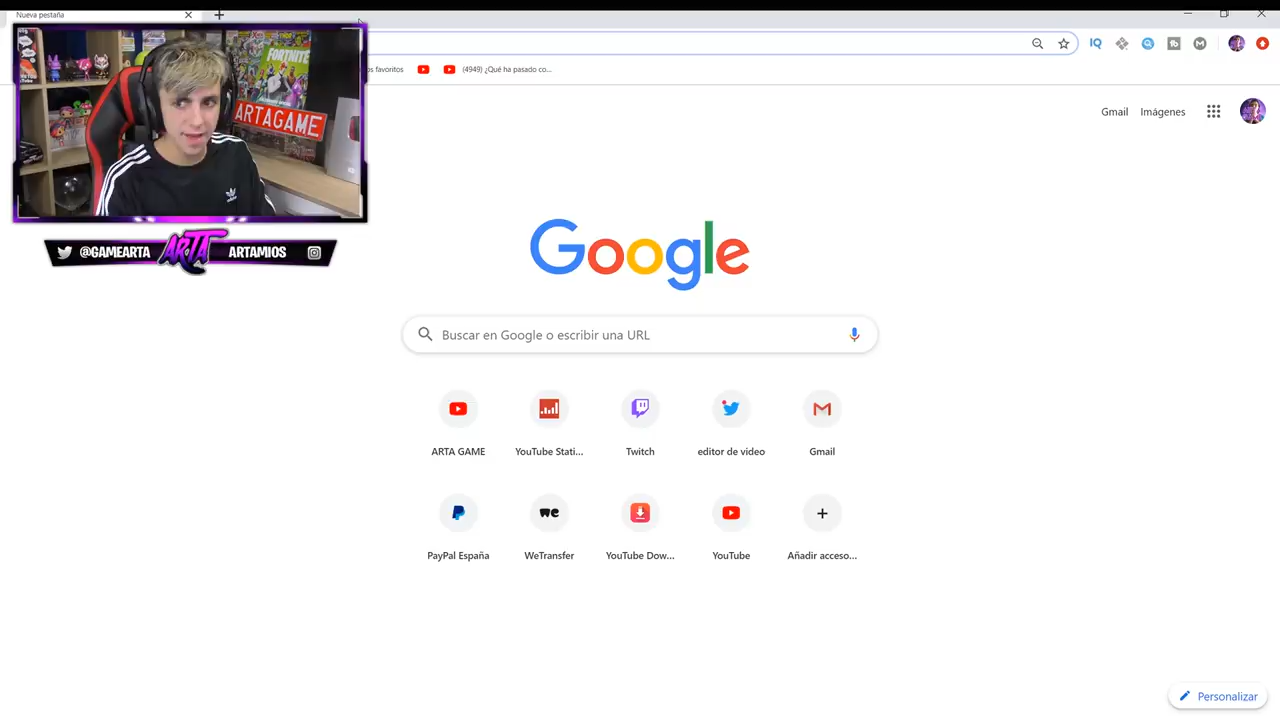 Nueva pestaña
os favoritos
(4949) ¿Qué ha pasado co...
Gmail
Imágenes
FORTNITE
ARTAGAME
@GAMEARTA
ARTA
ARTAMIOS
Google
Buscar en Google o escribir una URL
ARTA GAME
YouTube Stati...
Twitch
editor de video
Gmail
PayPal España
WeTransfer
YouTube Dow...
YouTube
Añadir acceso...
Personalizar